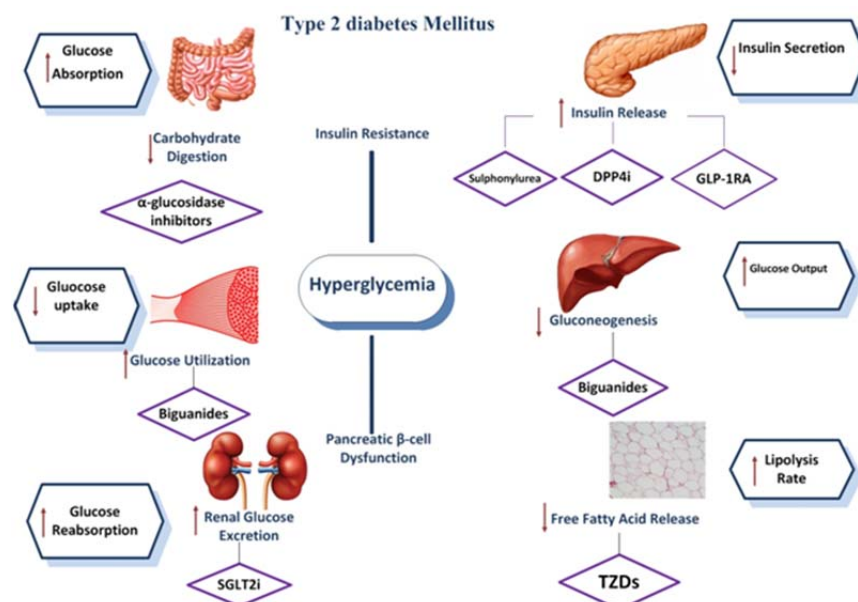 Type 2 diabetes Mellitus
Glucose
Absorption
Carbohydrate
Digestion
α-glucosidase
inhibitors
Insulin Resistance
Insulin Secretion
Insulin Release
Sulphonylurea
DPP4i
GLP-1RA
Gluocose
uptake
Glucose Utilization
Biguanides
Hyperglycemia
Glucose Output
Gluconeogenesis
Biguanides
Pancreatic β-cell
Dysfunction
Glucose
Reabsorption
Renal Glucose
Excretion
SGLT2i
Lipolysis
Rate
Free Fatty Acid Release
TZDs